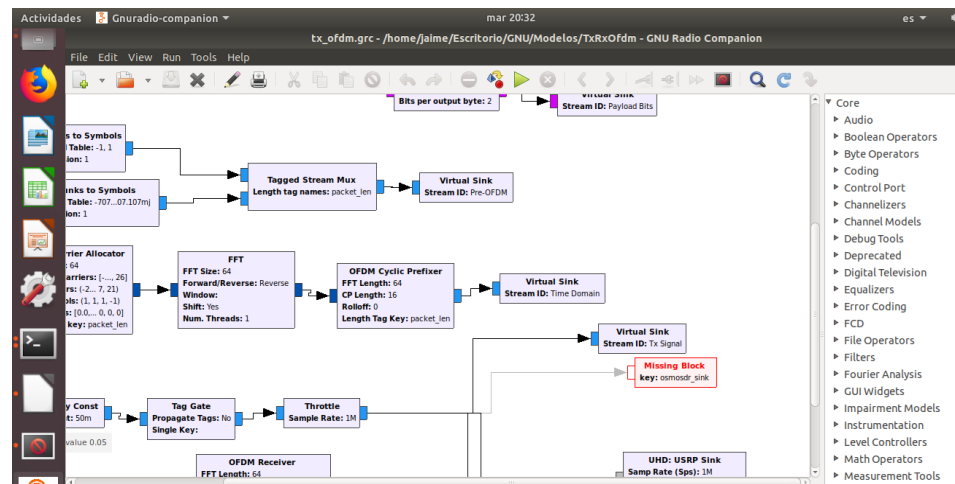 Actividades
Gnuradio-companion
mar 20:32
es
tx_ofdm.grc - /home/jaime/Escritorio/GNU/Modelos/TxRxOfdm - GNU Radio Companion
File Edit View Run Tools Help
Bits per output byte: 2
Virtual Sink
Stream ID: Payload Bits
s to Symbols
l Table: -1, 1
sion: 1
unks to Symbols
Table: -707...07.107mj
ion: 1
Tagged Stream Mux
Length tag names: packet_len
Virtual Sink
Stream ID: Pre-OFDM
rrier Allocator
: 64
arriers: [-..., 26]
ers: (-2... 7, 21)
ols: (1, 1, 1, -1)
s: [0.0,... 0, 0, 0]
key: packet_len
FFT
FFT Size: 64
Forward/Reverse: Reverse
Window:
Shift: Yes
Num. Threads: 1
OFDM Cyclic Prefixer
FFT Length: 64
CP Length: 16
Rolloff: 0
Length Tag Key: packet_len
Virtual Sink
Stream ID: Time Domain
Virtual Sink
Stream ID: Tx Signal
Missing Block
key: osmosdr_sink
y Const
t: 50m
value 0.05
Tag Gate
Propagate Tags: No
Single Key:
Throttle
Sample Rate: 1M
OFDM Receiver
FFT Length: 64
UHD: USRP Sink
Samp Rate (Sps): 1M
Core
Audio
Boolean Operators
Byte Operators
Coding
Control Port
Channelizers
Channel Models
Debug Tools
Deprecated
Digital Television
Equalizers
Error Coding
FCD
File Operators
Filters
Fourier Analysis
GUI Widgets
Impairment Models
Instrumentation
Level Controllers
Math Operators
Measurement Tools